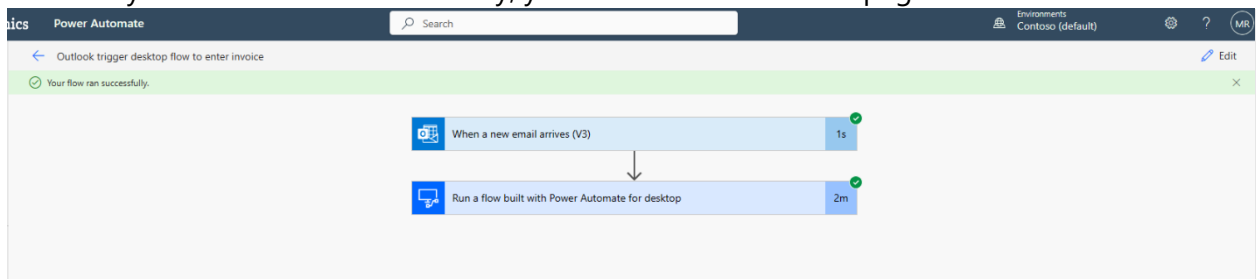 Power Automate
Search
Environments
Contoso (default)
?
MR
Outlook trigger desktop flow to enter invoice
Edit
Your flow ran successfully.
When a new email arrives (V3)
1s
Run a flow built with Power Automate for desktop
2m